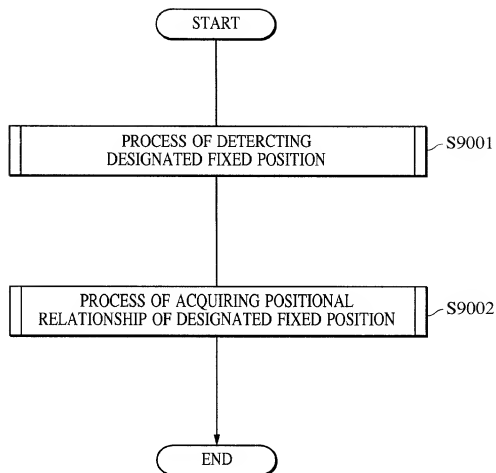 START
PROCESS OF DETERCTING
DESIGNATED FIXED POSITION
S9001
PROCESS OF ACQUIRING POSITIONAL
RELATIONSHIP OF DESIGNATED FIXED POSITION
S9002
END